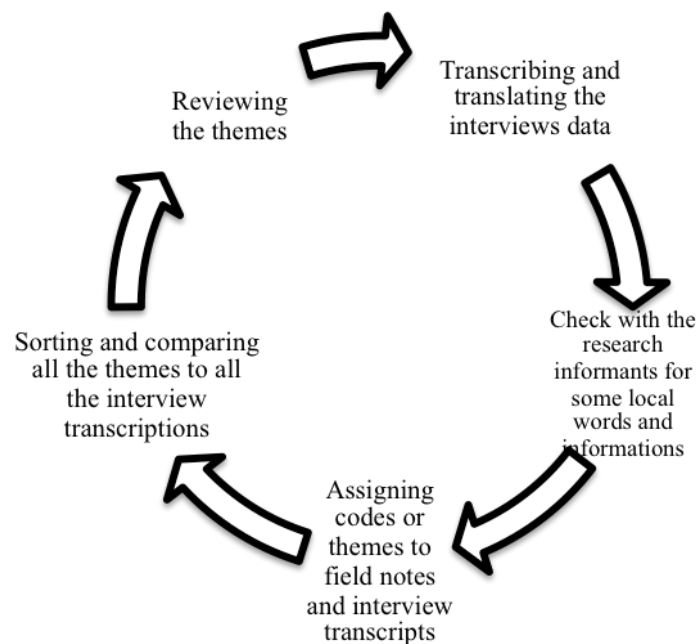 Transcribing and
translating the
interviews data
Check with the
research
informants for
some local
words and
informations
Assigning
codes or
themes to
field notes
and interview
transcripts
Sorting and comparing
all the themes to all
the interview
transcriptions
Reviewing
the themes